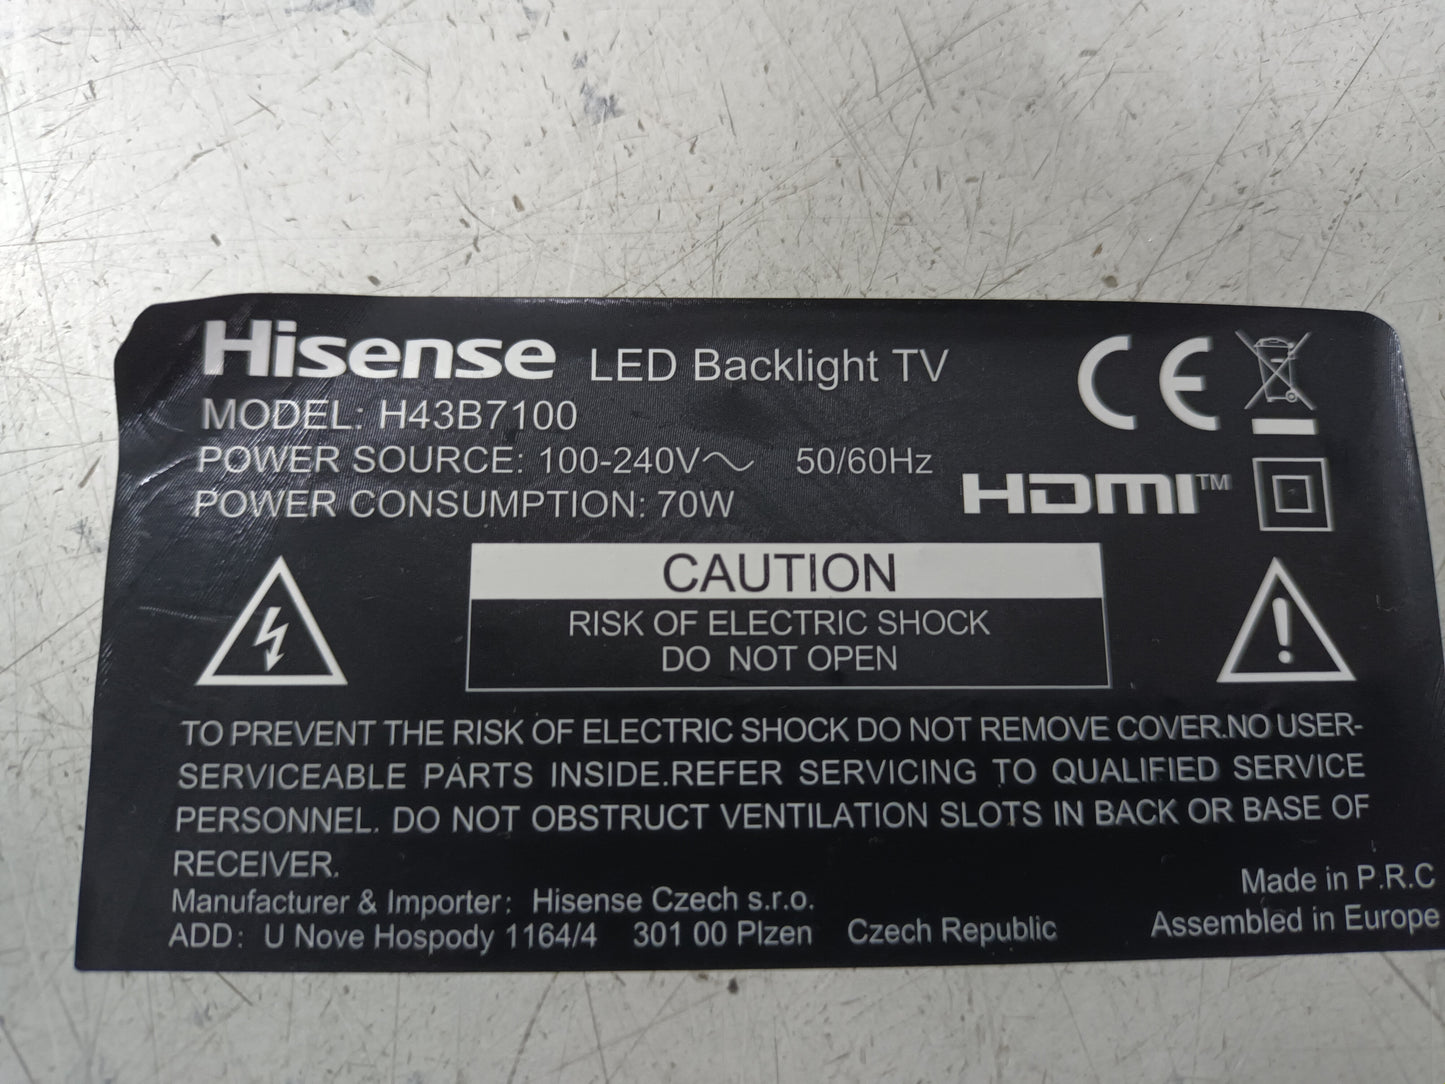 Hisense LED Backlight TV
MODEL: H43B7100
POWER SOURCE: 100-240V～ 50/60Hz
POWER CONSUMPTION: 70W
CE
HDMI™
CAUTION
RISK OF ELECTRIC SHOCK
DO NOT OPEN
TO PREVENT THE RISK OF ELECTRIC SHOCK DO NOT REMOVE COVER.NO USER-
SERVICEABLE PARTS INSIDE.REFER SERVICING TO QUALIFIED SERVICE
PERSONNEL. DO NOT OBSTRUCT VENTILATION SLOTS IN BACK OR BASE OF
RECEIVER.
Manufacturer & Importer: Hisense Czech s.r.o.
ADD: U Nove Hospody 1164/4 301 00 Plzen Czech Republic
Made in P.R.C
Assembled in Europe